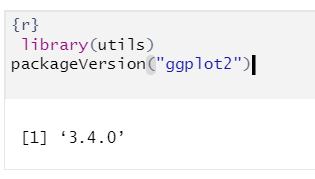 {r}
library(utils)
packageVersion("ggplot2")
[1] ‘3.4.0’